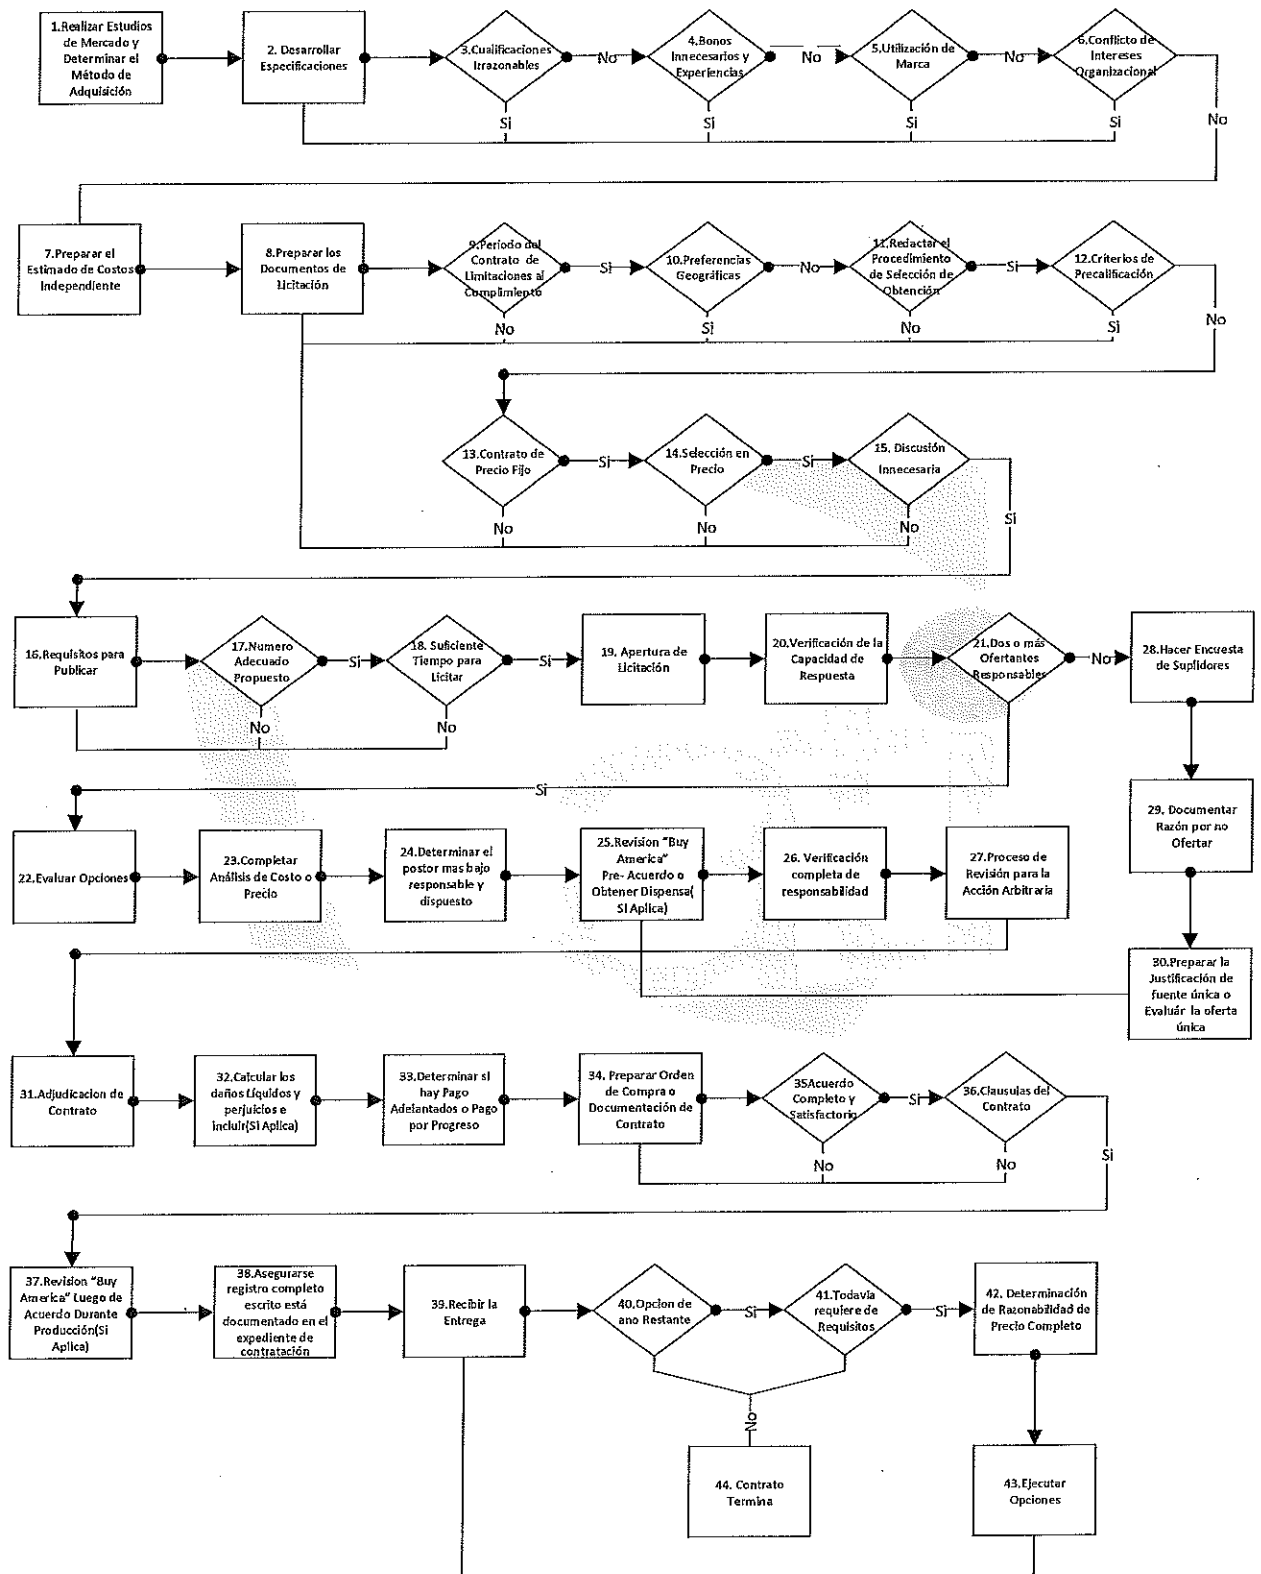 1.Realizar Estudios
de Mercado y
Determinar el
Método de
Adquisición
2. Desarrollar
Especificaciones
3.Cualificaciones
Irrazonables
No
4.Bonos
Innecesarios y
Experiencias
No
5.Utilización de
Marca
No
6.Conflicto de
Intereses
Organizacional
Si
Si
Si
Si
No
7.Preparar el
Estimado de Costos
Independiente
8.Preparar los
Documentos de
Licitación
9.Periodo del
Contrato de
Limitaciones al
Cumplimiento
Si
10.Preferencias
Geográficas
No
11.Redactar el
Procedimiento
de Selección de
Obtención
Si
12.Criterios de
Precalificación
No
Si
No
Si
No
13.Contrato de
Precio Fijo
Si
14.Selección en
Precio
Si
15. Discusión
Innecesaria
No
No
No
Si
16.Requisitos para
Publicar
17.Numero
Adecuado
Propuesto
Si
18. Suficiente
Tiempo para
Licitar
Si
19. Apertura de
Licitación
20.Verificación de la
Capacidad de
Respuesta
21.Dos o más
Ofertantes
Responsables
No
28.Hacer Encuesta
de Suplidores
No
No
Si
29. Documentar
Razón por no
Ofertar
22.Evaluar Opciones
23.Completar
Análisis de Costo o
Precio
24.Determinar el
postor mas bajo
responsable y
dispuesto
25.Revision "Buy
America"
Pre- Acuerdo o
Obtener Dispensa(
Si Aplica)
26. Verificación
completa de
responsabilidad
27.Proceso de
Revisión para la
Acción Arbitraria
30.Preparar la
Justificación de
fuente única o
Evaluár la oferta
única
31.Adjudicacion de
Contrato
32.Calcular los
daños Líquidos y
perjuicios e
incluir(Si Aplica)
33.Determinar si
hay Pago
Adelantados o Pago
por Progreso
34. Preparar Orden
de Compra o
Documentación de
Contrato
35Acuerdo
Completo y
Satisfactorio
Si
36.Clausulas del
Contrato
No
No
Si
37.Revision "Buy
America" Luego de
Acuerdo Durante
Producción(Si
Aplica)
38.Asegurarse
registro completo
escrito está
documentado en el
expediente de
contratación
39.Recibir la
Entrega
40.Opcion de
ano Restante
Si
41.Todavía
requiere de
Requisitos
Si
42. Determinación
de Razonabilidad de
Precio Completo
No
44. Contrato
Termina
43.Ejecutar
Opciones